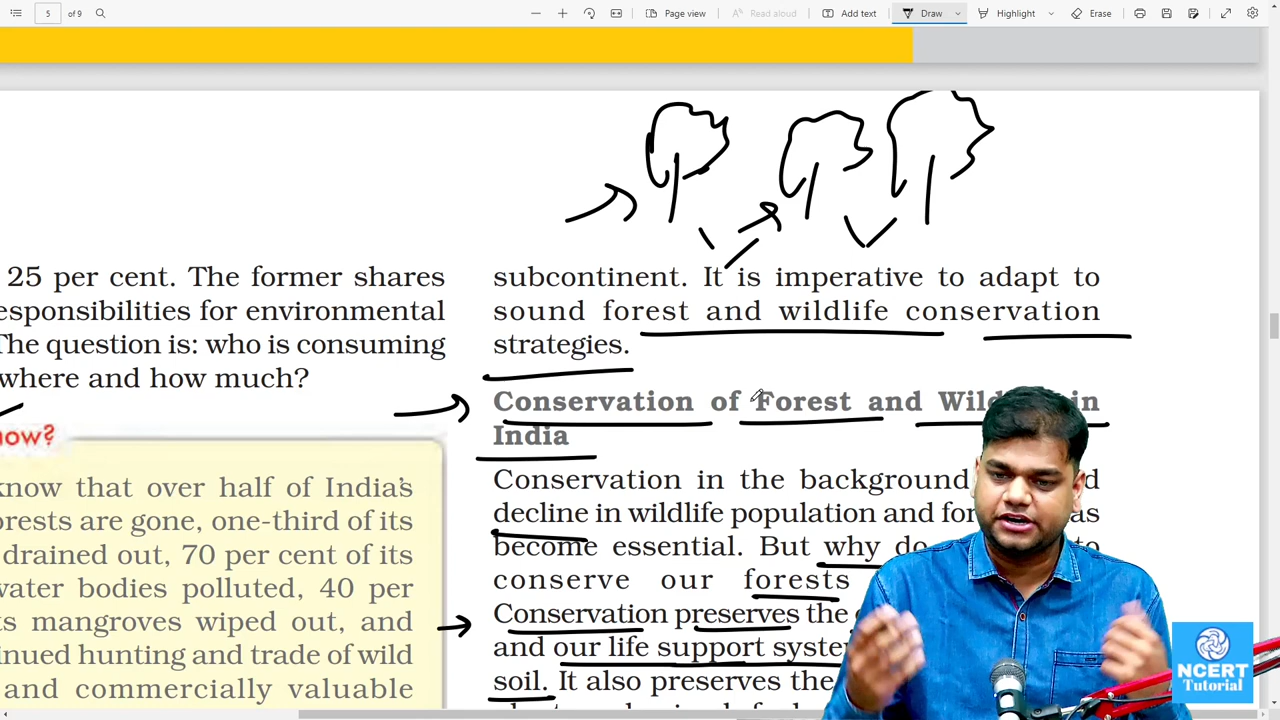 5 of 9
Page view
Read aloud
Add text
Draw
Highlight
Erase
25 per cent. The former shares
esponsibilities for environmental
The question is: who is consuming
where and how much?
now?
know that over half of India's
orests are gone, one-third of its
drained out, 70 per cent of its
water bodies polluted, 40 per
ts mangroves wiped out, and
tinued hunting and trade of wild
and commercially valuable
subcontinent. It is imperative to adapt to
sound forest and wildlife conservation
strategies.
Conservation of Forest and Wild in
India
Conservation in the background d
decline in wildlife population and for as
become essential. But why do to
conserve our forests
Conservation preserves the
and our life support syste
soil. It also preserves the
NCERT
Tutorial